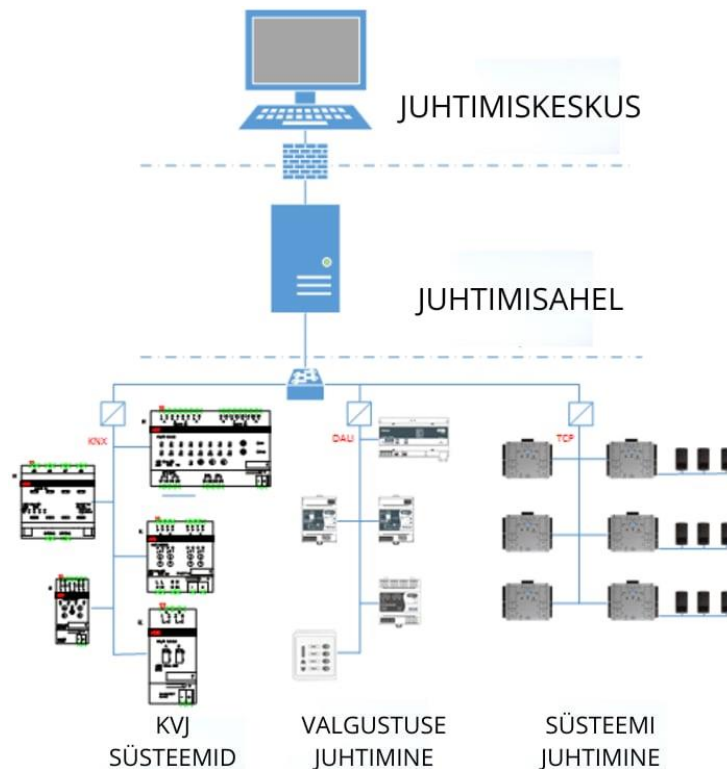 JUHTIMISKESKUS
JUHTIMISAHEL
KNX
DALI
TCP
KVJ
SÜSTEEMID
VALGUSTUSE
JUHTIMINE
SÜSTEEMI
JUHTIMINE